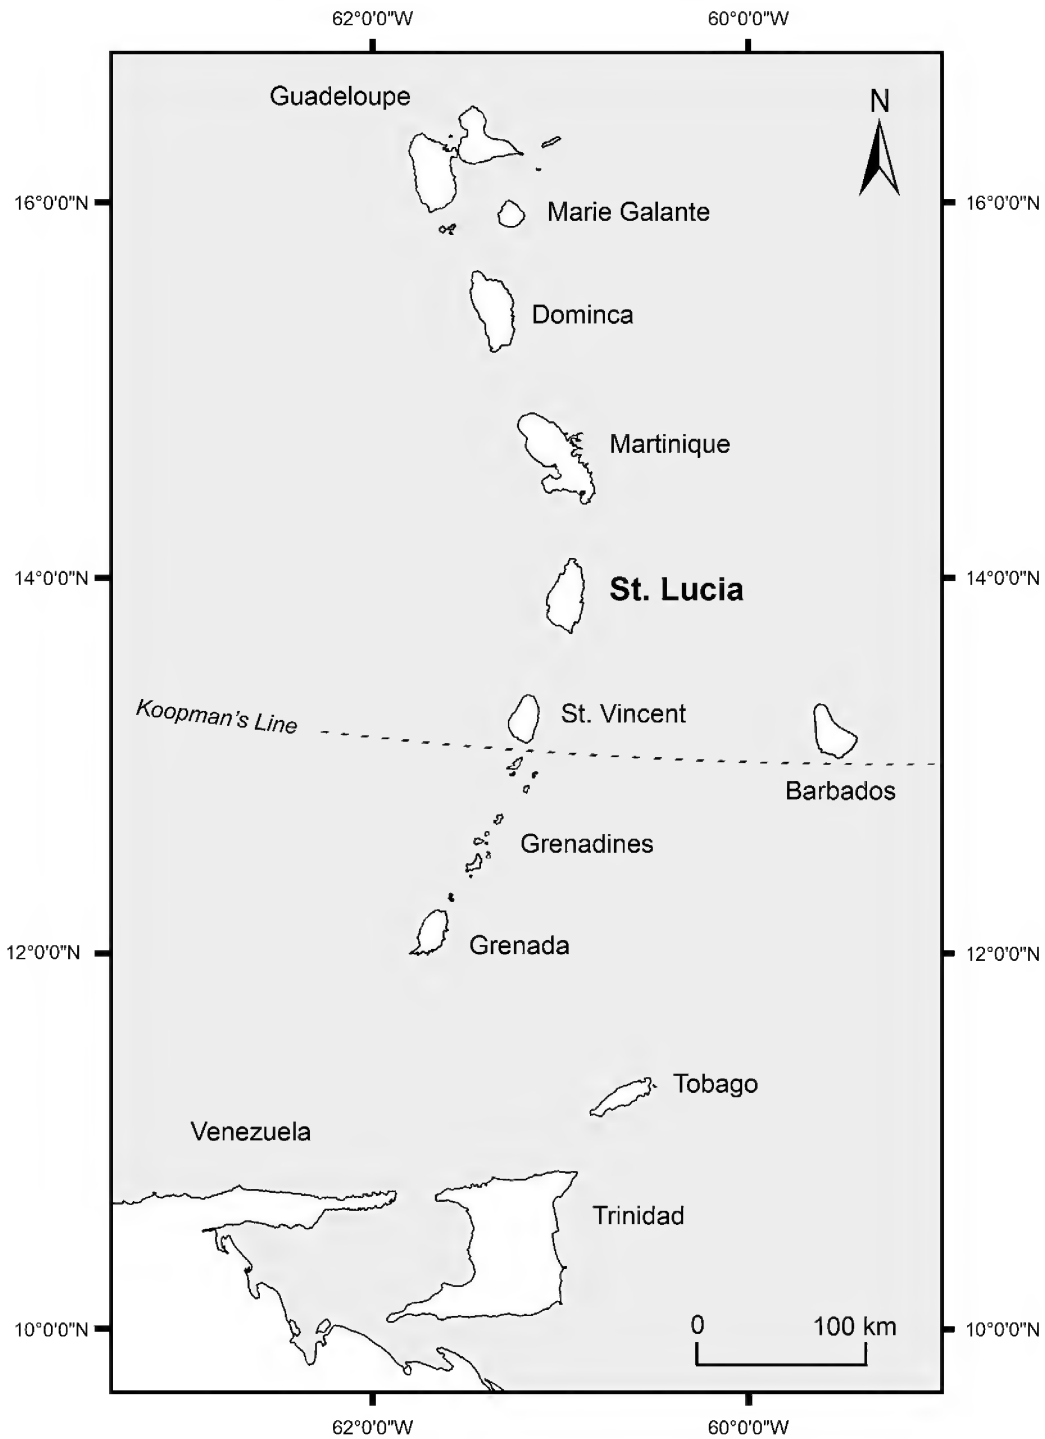 62°0'0"W 60°0'0"W
Guadeloupe
N
16°0'0"N 16°0'0"N
Marie Galante
Dominca
Martinique
14°0'0"N 14°0'0"N
St. Lucia
Koopman's Line
St. Vincent
Barbados
Grenadines
12°0'0"N 12°0'0"N
Grenada
Tobago
Venezuela
Trinidad
0 100 km
10°0'0"N 10°0'0"N
62°0'0"W 60°0'0"W